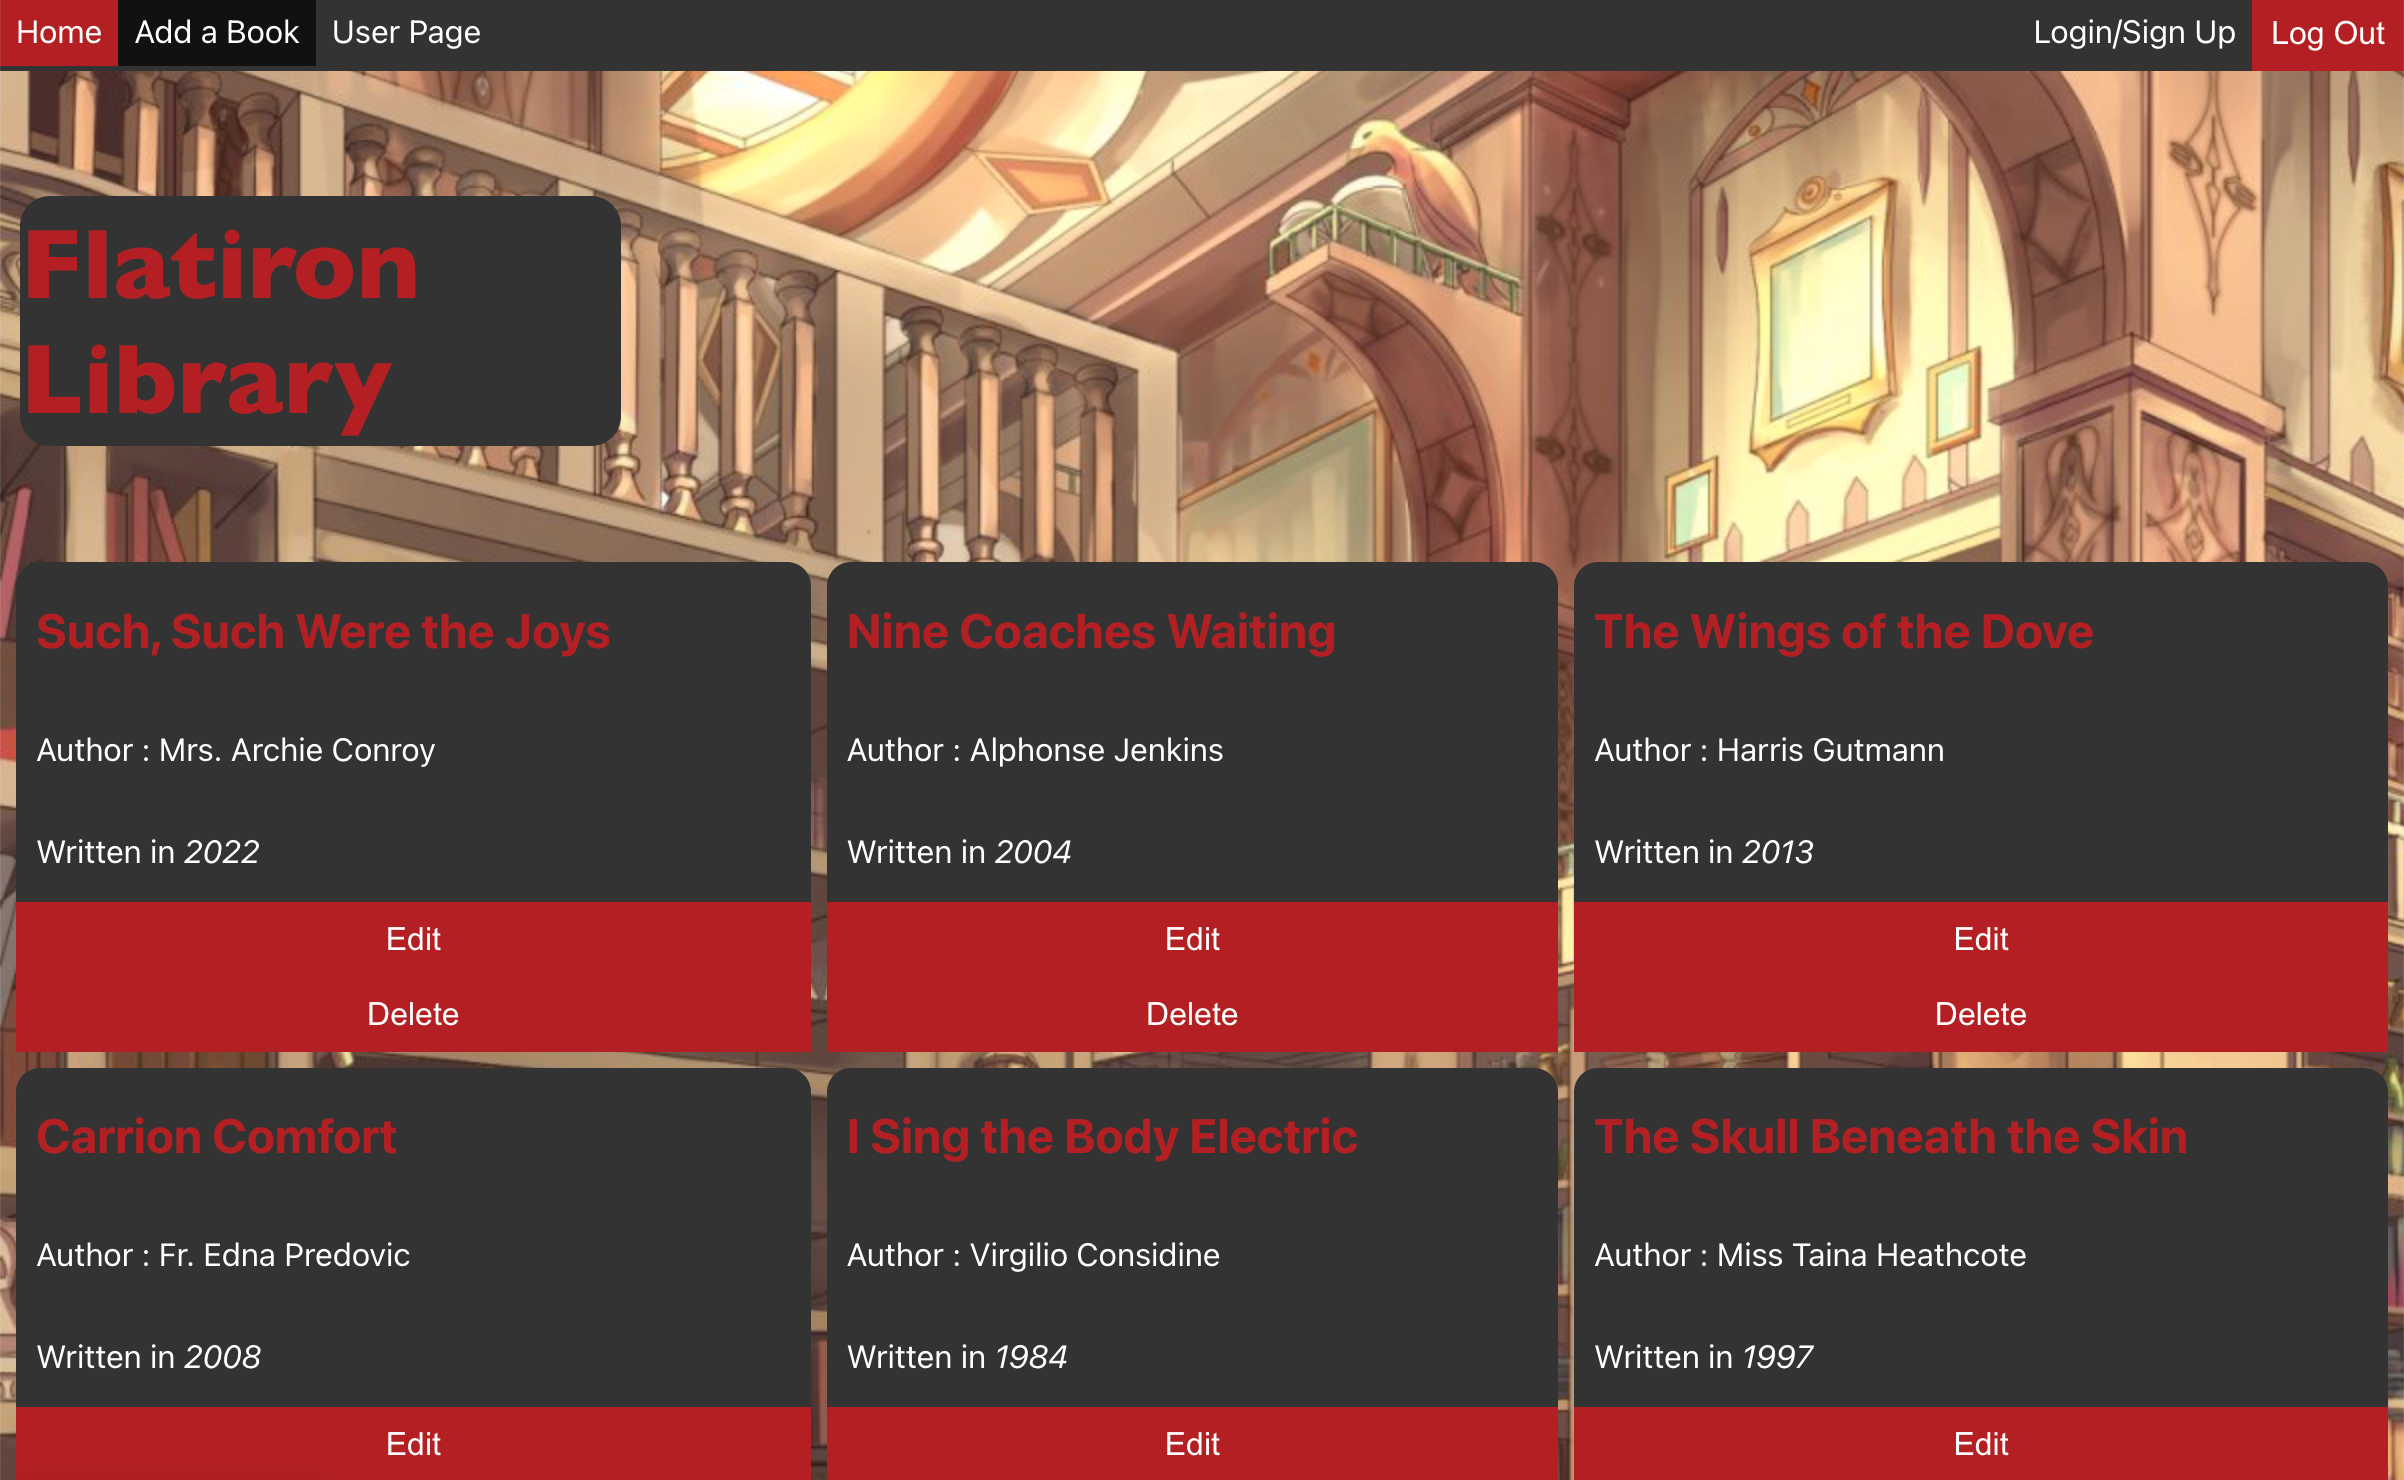 Home Add a Book User Page Login/Sign Up Log Out
Flatiron
Library
Such, Such Were the Joys
Author : Mrs. Archie Conroy
Written in 2022
Edit
Delete
Nine Coaches Waiting
Author : Alphonse Jenkins
Written in 2004
Edit
Delete
The Wings of the Dove
Author : Harris Gutmann
Written in 2013
Edit
Delete
Carrion Comfort
Author : Fr. Edna Predovic
Written in 2008
Edit
I Sing the Body Electric
Author : Virgilio Considine
Written in 1984
Edit
The Skull Beneath the Skin
Author : Miss Taina Heathcote
Written in 1997
Edit